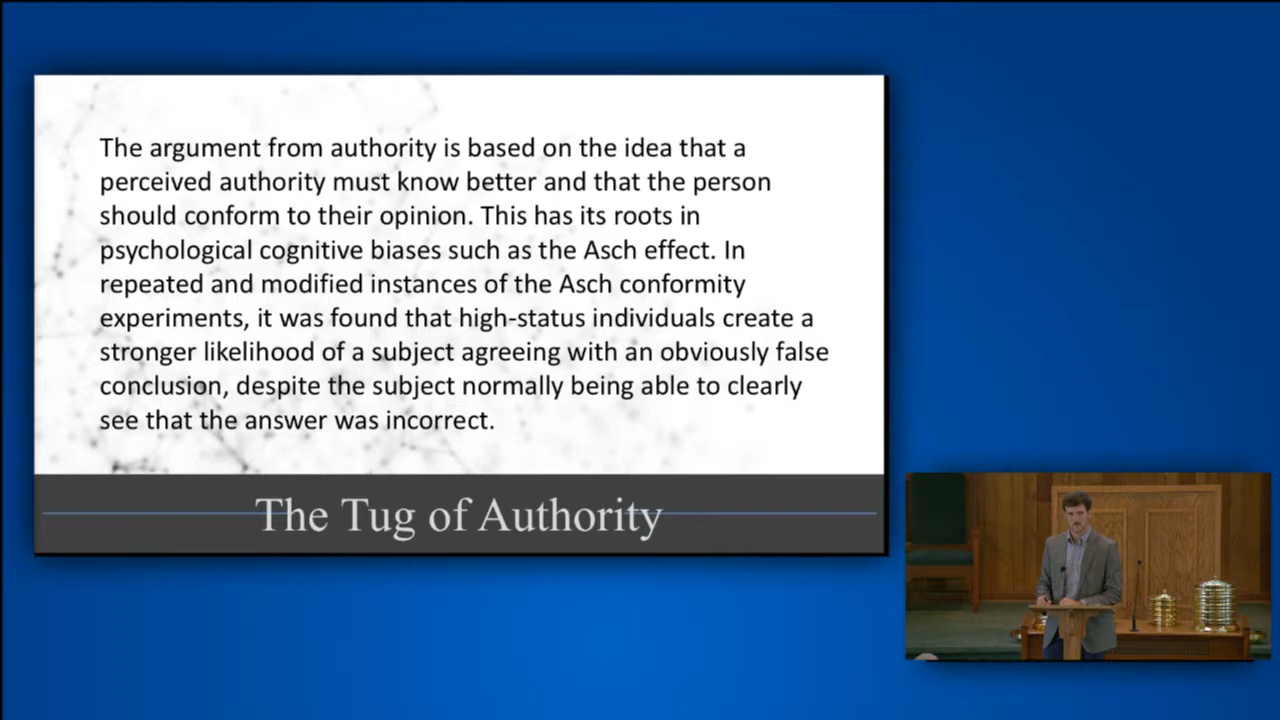 The argument from authority is based on the idea that a
perceived authority must know better and that the person
should conform to their opinion. This has its roots in
psychological cognitive biases such as the Asch effect. In
repeated and modified instances of the Asch conformity
experiments, it was found that high-status individuals create a
stronger likelihood of a subject agreeing with an obviously false
conclusion, despite the subject normally being able to clearly
see that the answer was incorrect.
The Tug of Authority